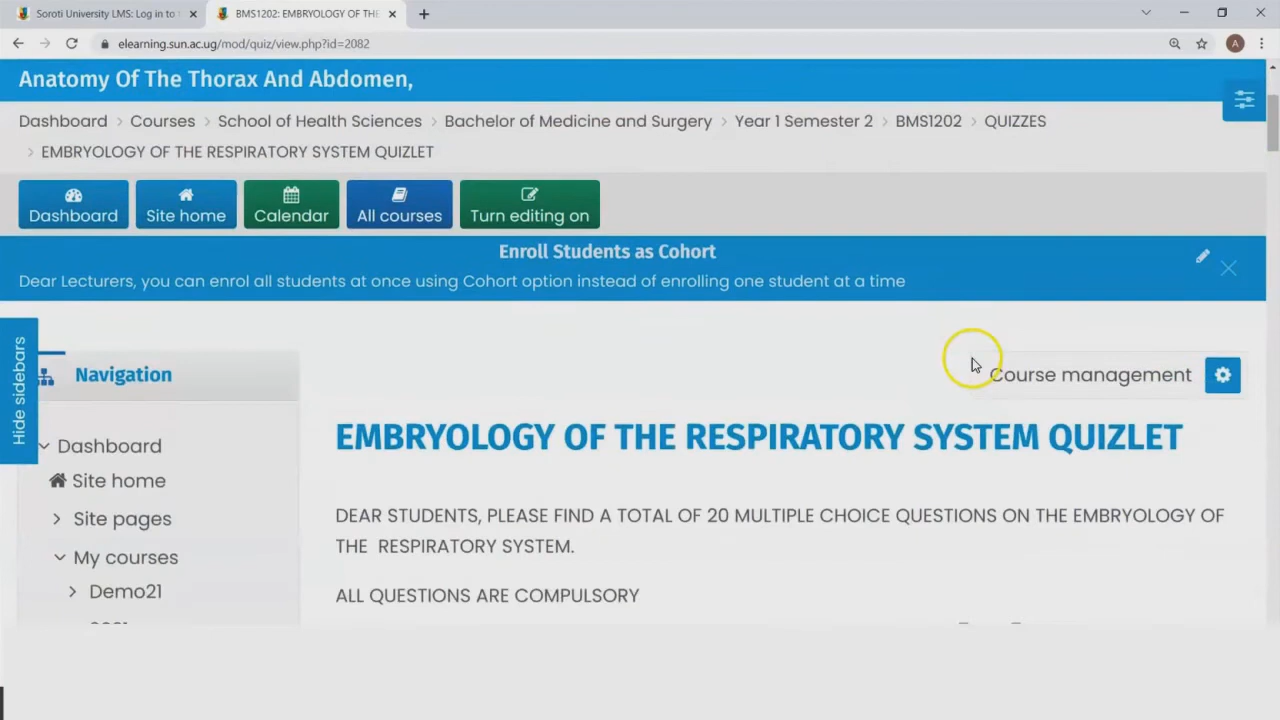 Soroti University LMS: Log in to
BMS1202: EMBRYOLOGY OF THE
elearning.sun.ac.ug/mod/quiz/view.php?id=2082
A
Anatomy Of The Thorax And Abdomen,
Dashboard > Courses > School of Health Sciences > Bachelor of Medicine and Surgery > Year 1 Semester 2 > BMS1202 > QUIZZES
> EMBRYOLOGY OF THE RESPIRATORY SYSTEM QUIZLET
Dashboard Site home Calendar All courses Turn editing on
Enroll Students as Cohort
Dear Lecturers, you can enrol all students at once using Cohort option instead of enrolling one student at a time
Hide sidebars
Navigation
Course management
Dashboard
Site home
Site pages
My courses
Demo21
EMBRYOLOGY OF THE RESPIRATORY SYSTEM QUIZLET
DEAR STUDENTS, PLEASE FIND A TOTAL OF 20 MULTIPLE CHOICE QUESTIONS ON THE EMBRYOLOGY OF
THE RESPIRATORY SYSTEM.
ALL QUESTIONS ARE COMPULSORY